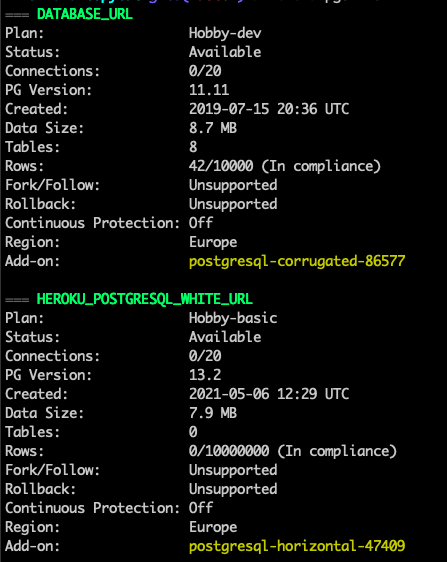 === DATABASE_URL
Plan: Hobby-dev
Status: Available
Connections: 0/20
PG Version: 11.11
Created: 2019-07-15 20:36 UTC
Data Size: 8.7 MB
Tables: 8
Rows: 42/10000 (In compliance)
Fork/Follow: Unsupported
Rollback: Unsupported
Continuous Protection: Off
Region: Europe
Add-on: postgresql-corrugated-86577
=== HEROKU_POSTGRESQL_WHITE_URL
Plan: Hobby-basic
Status: Available
Connections: 0/20
PG Version: 13.2
Created: 2021-05-06 12:29 UTC
Data Size: 7.9 MB
Tables: 0
Rows: 0/10000000 (In compliance)
Fork/Follow: Unsupported
Rollback: Unsupported
Continuous Protection: Off
Region: Europe
Add-on: postgresql-horizontal-47409